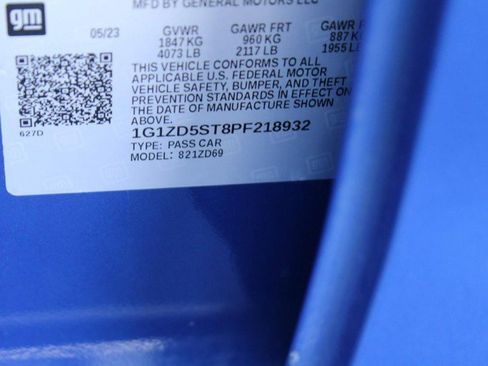 gm
MFD BY GENERAL MOTORS LLC
05/23 GVWR GAWR FRT GAWR RR
1847 KG 960 KG 887 KG
4073 LB 2117 LB 1955 LB
THIS VEHICLE CONFORMS TO ALL
APPLICABLE U.S. FEDERAL MOTOR
VEHICLE SAFETY, BUMPER, AND THEFT
PREVENTION STANDARDS IN EFFECT ON
THE DATE OF MANUFACTURE SHOWN
ABOVE.
627D
1G1ZD5ST8PF218932
TYPE: PASS CAR
MODEL: 821ZD69